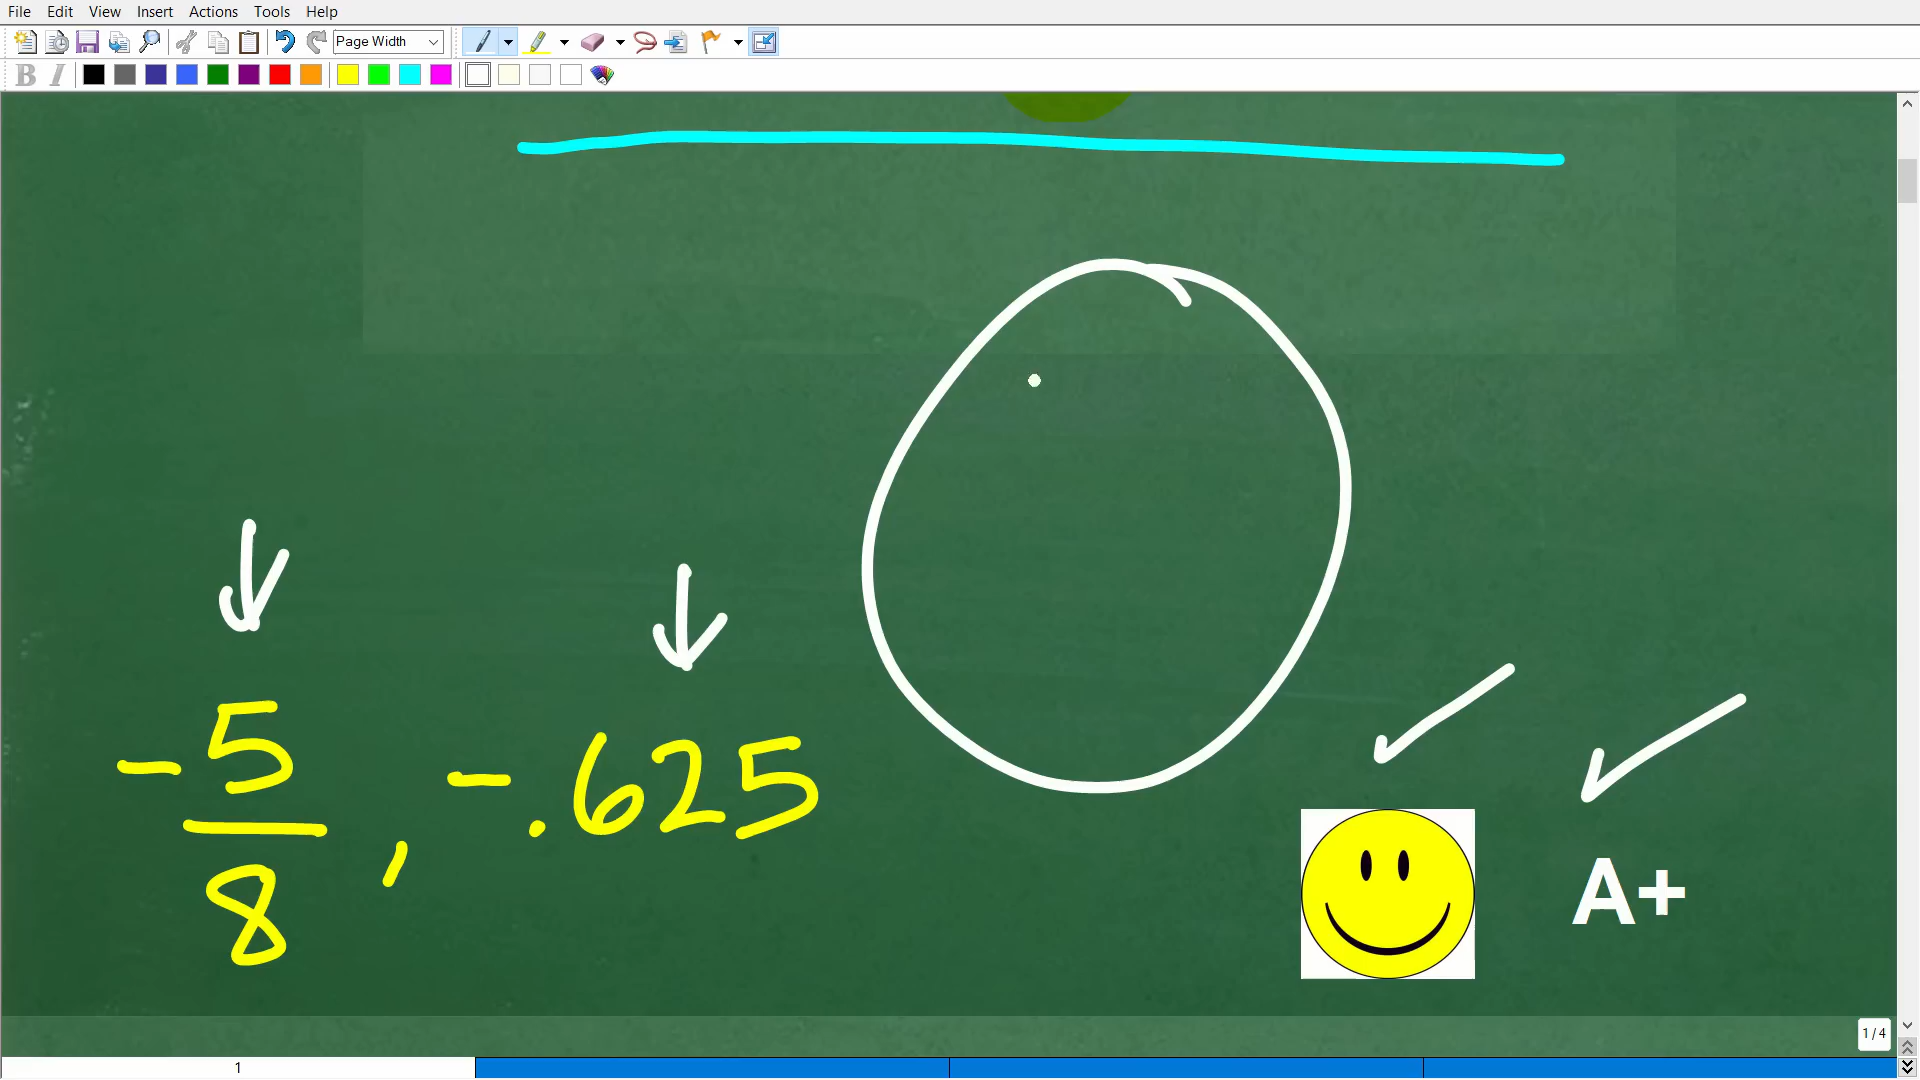 File Edit View Insert Actions Tools Help
Page Width
B I
-5/8, -.625
A+
1 / 4
1